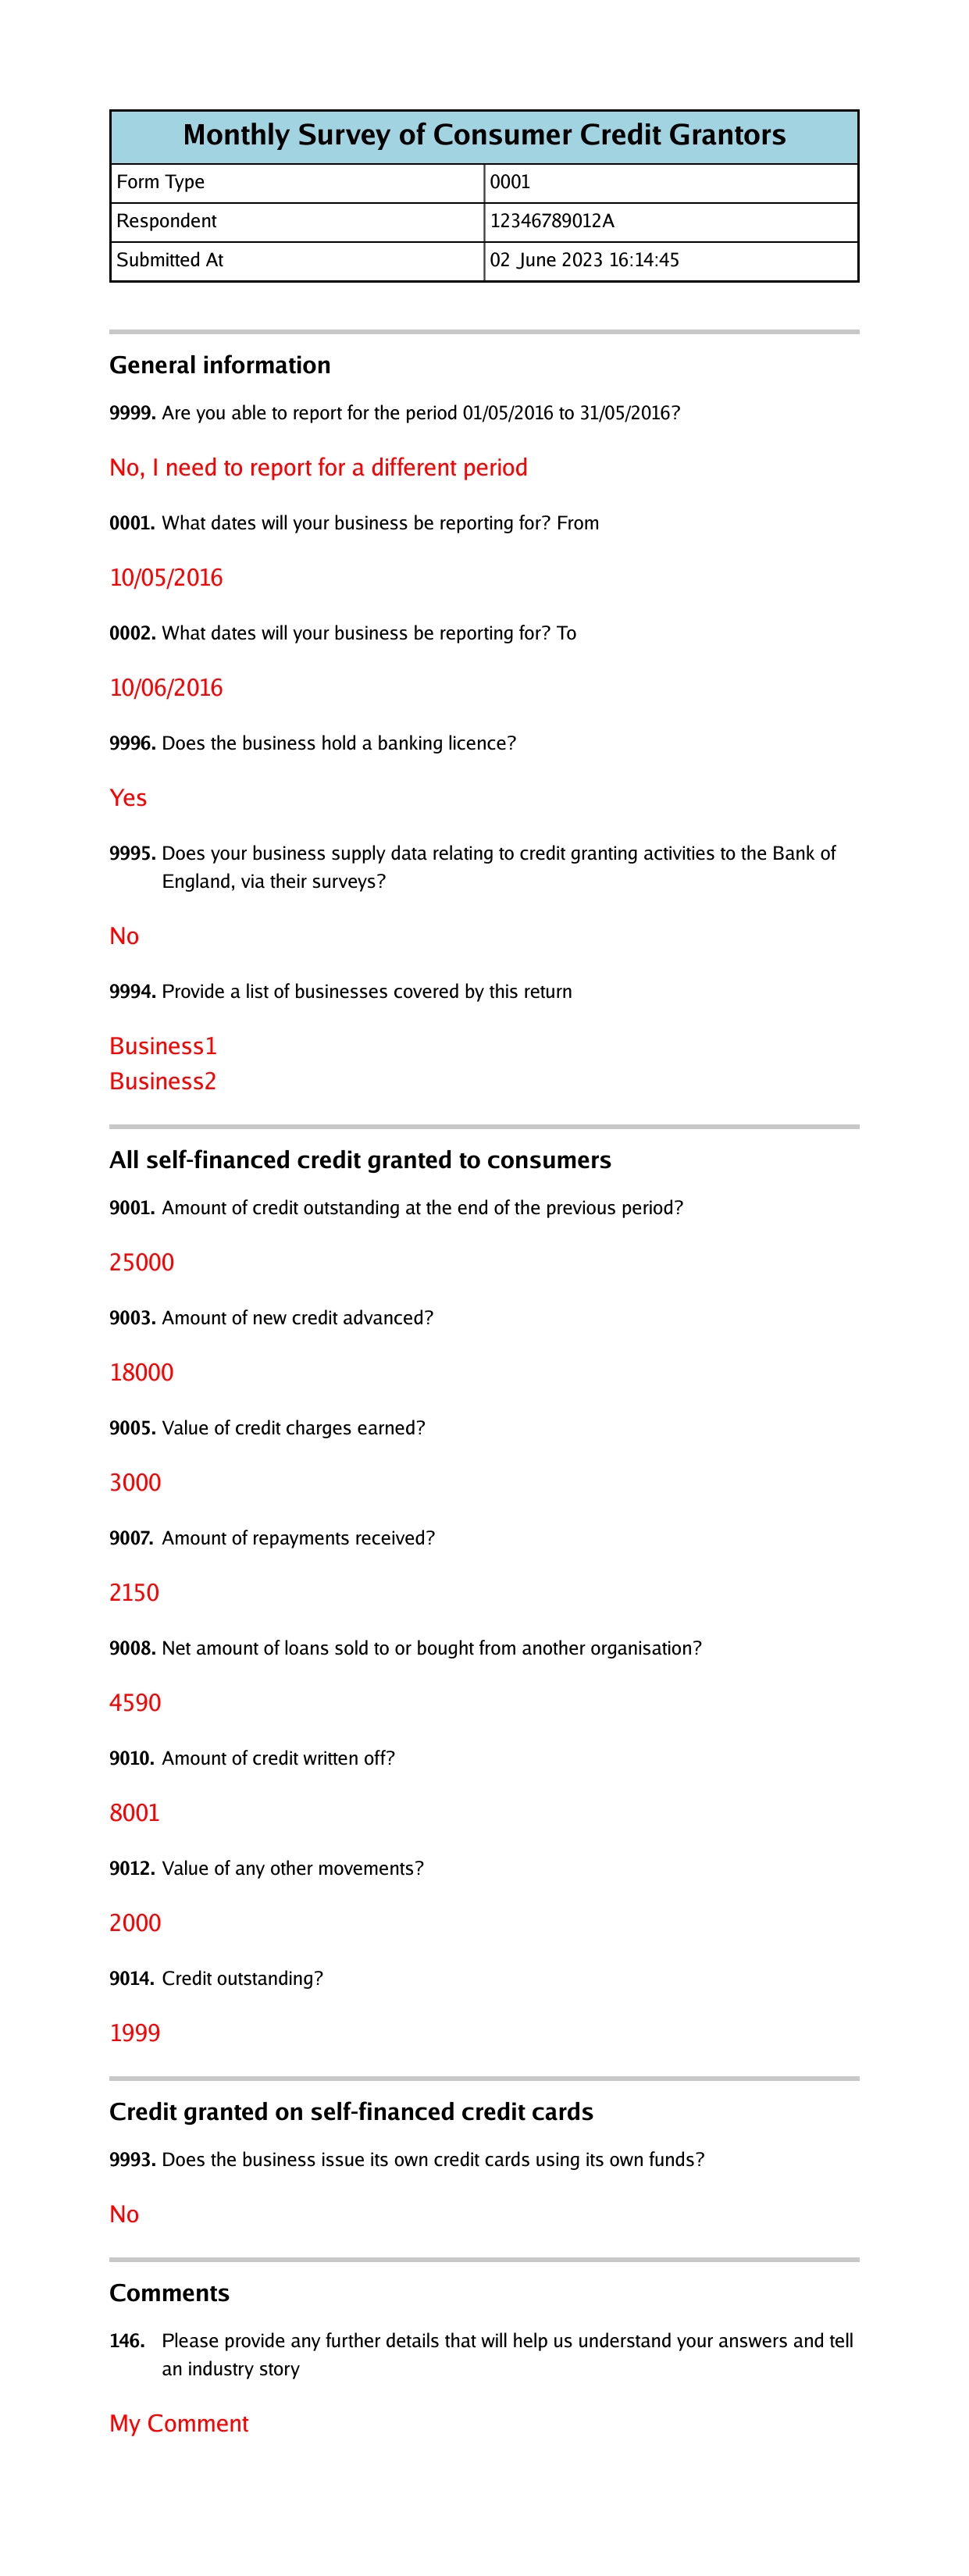 Monthly Survey of Consumer Credit Grantors
Form Type 0001
Respondent 12346789012A
Submitted At 02 June 2023 16:14:45
General information
9999. Are you able to report for the period 01/05/2016 to 31/05/2016?
No, I need to report for a different period
0001. What dates will your business be reporting for? From
10/05/2016
0002. What dates will your business be reporting for? To
10/06/2016
9996. Does the business hold a banking licence?
Yes
9995. Does your business supply data relating to credit granting activities to the Bank of
England, via their surveys?
No
9994. Provide a list of businesses covered by this return
Business1
Business2
All self-financed credit granted to consumers
9001. Amount of credit outstanding at the end of the previous period?
25000
9003. Amount of new credit advanced?
18000
9005. Value of credit charges earned?
3000
9007. Amount of repayments received?
2150
9008. Net amount of loans sold to or bought from another organisation?
4590
9010. Amount of credit written off?
8001
9012. Value of any other movements?
2000
9014. Credit outstanding?
1999
Credit granted on self-financed credit cards
9993. Does the business issue its own credit cards using its own funds?
No
Comments
146. Please provide any further details that will help us understand your answers and tell
an industry story
My Comment